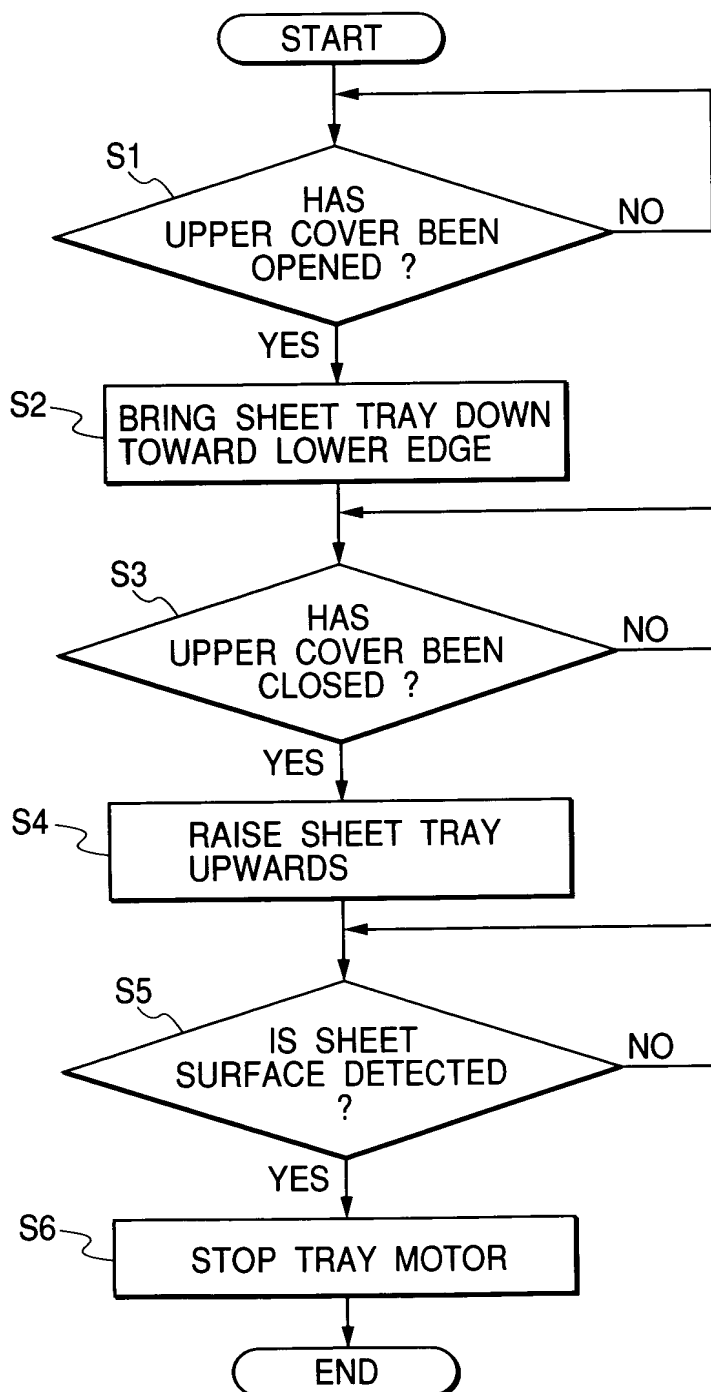 START
S1
HAS
UPPER COVER BEEN
OPENED ?
NO
YES
S2
BRING SHEET TRAY DOWN
TOWARD LOWER EDGE
S3
HAS
UPPER COVER BEEN
CLOSED ?
NO
YES
S4
RAISE SHEET TRAY
UPWARDS
S5
IS SHEET
SURFACE DETECTED
?
NO
YES
S6
STOP TRAY MOTOR
END